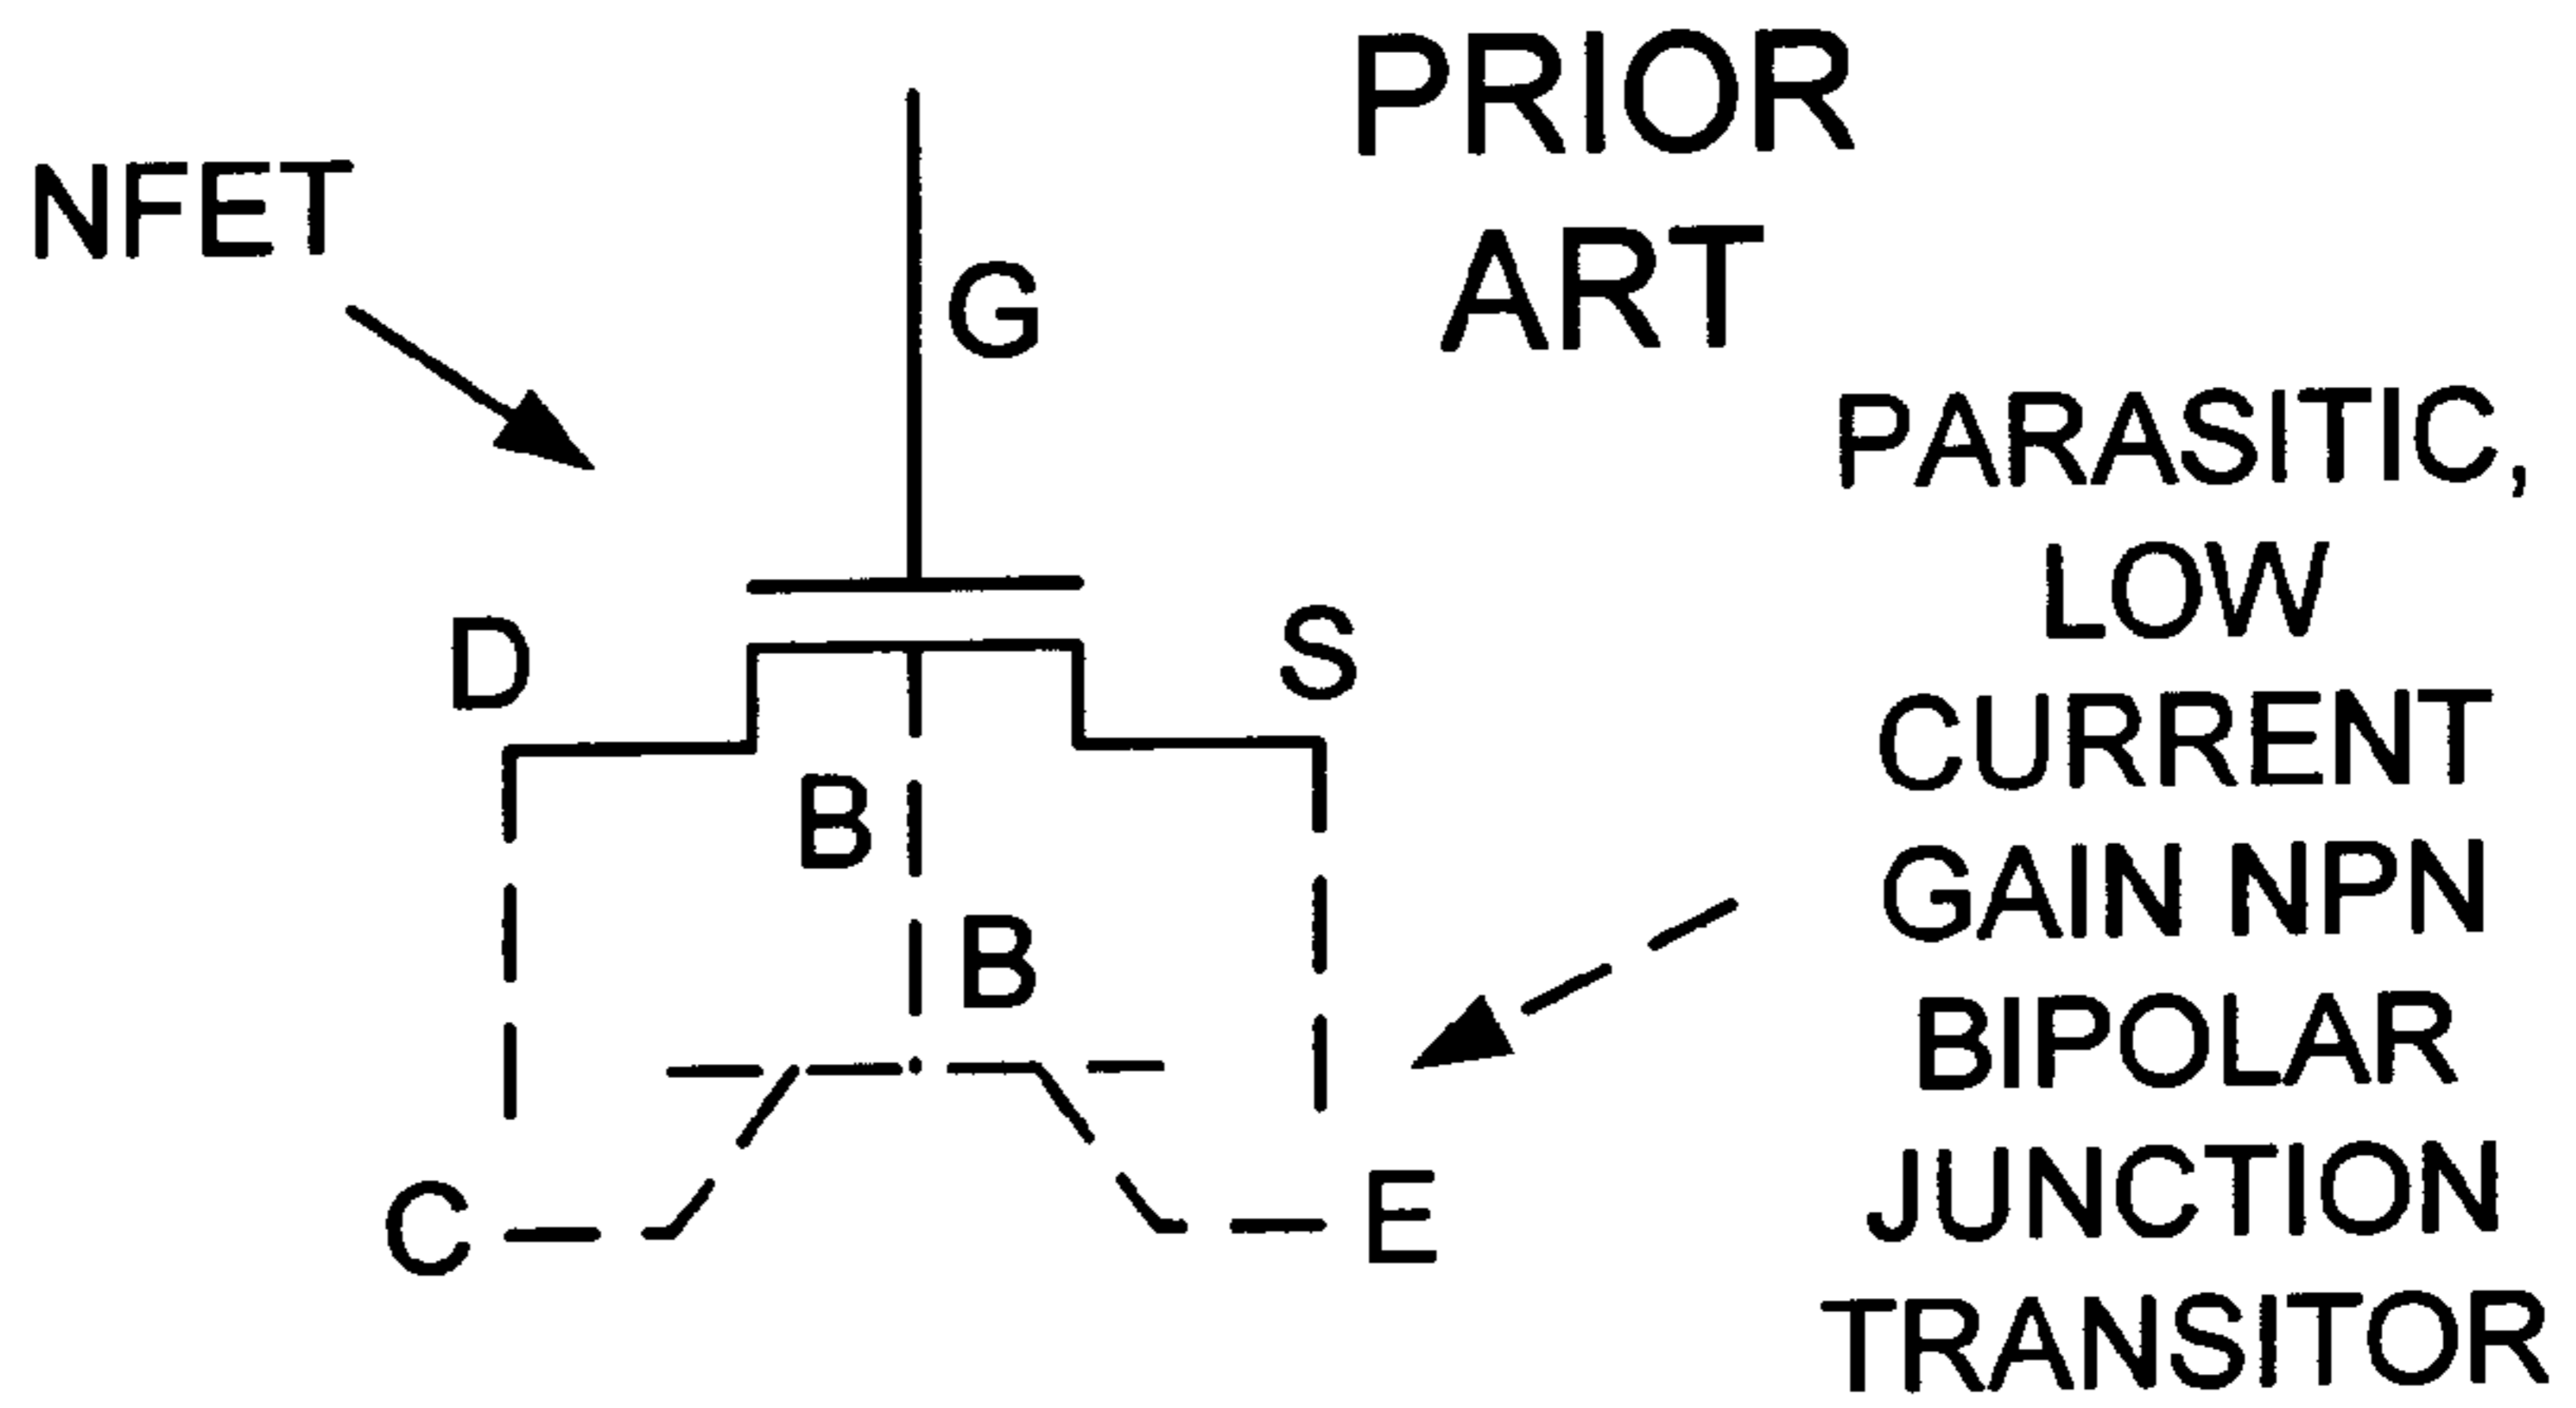 PRIOR
ART
NFET
G
D
S
B
B
C
E
PARASITIC,
LOW
CURRENT
GAIN NPN
BIPOLAR
JUNCTION
TRANSITOR